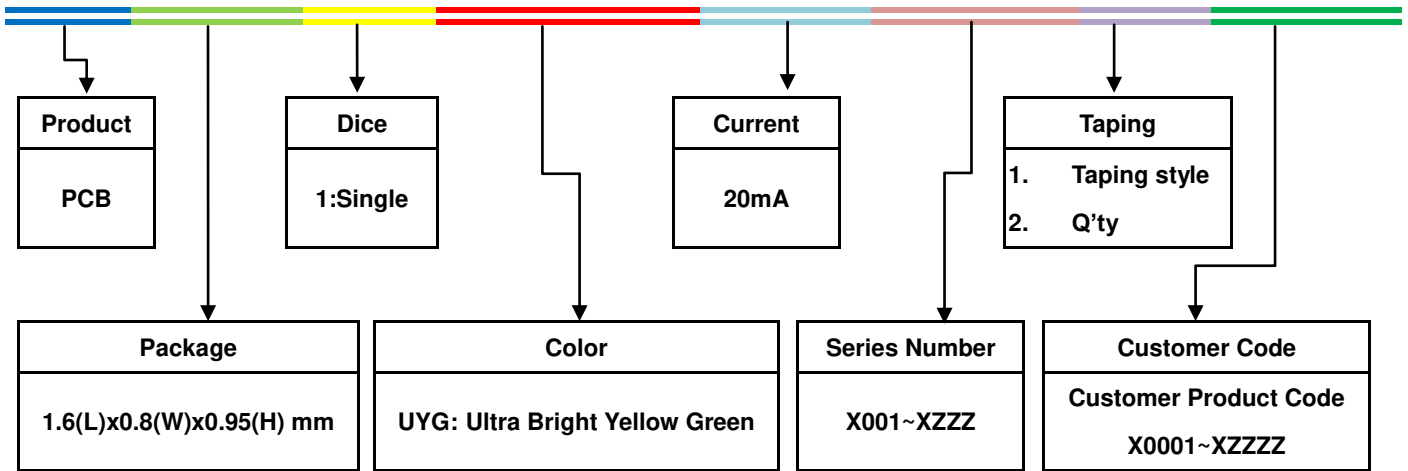 Product
PCB
Dice
1:Single
Current
20mA
Taping
1. Taping style
2. Q’ty
Package
1.6(L)x0.8(W)x0.95(H) mm
Color
UYG: Ultra Bright Yellow Green
Series Number
X001~XZZZ
Customer Code
Customer Product Code
X0001~XZZZZ